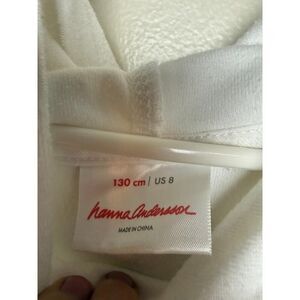 130 cm | US 8
hanna andersson
MADE IN CHINA